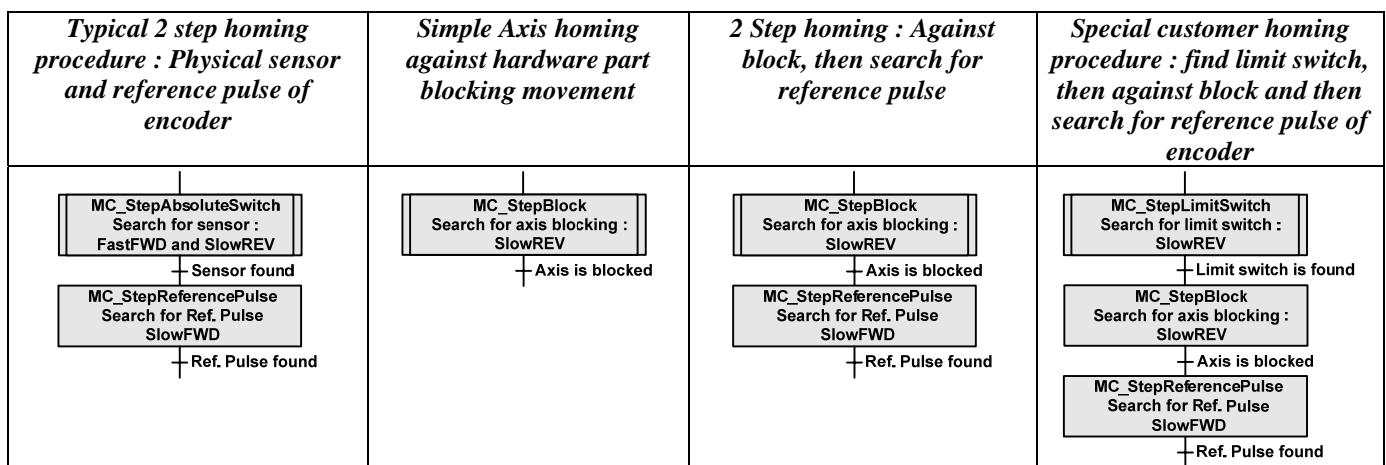 Typical 2 step homing
procedure : Physical sensor
and reference pulse of
encoder
Simple Axis homing
against hardware part
blocking movement
2 Step homing : Against
block, then search for
reference pulse
Special customer homing
procedure : find limit switch,
then against block and then
search for reference pulse of
encoder
MC_StepAbsoluteSwitch
Search for sensor :
FastFWD and SlowREV
Sensor found
MC_StepReferencePulse
Search for Ref. Pulse
SlowFWD
Ref. Pulse found
MC_StepBlock
Search for axis blocking :
SlowREV
Axis is blocked
MC_StepBlock
Search for axis blocking :
SlowREV
Axis is blocked
MC_StepReferencePulse
Search for Ref. Pulse
SlowFWD
Ref. Pulse found
MC_StepLimitSwitch
Search for limit switch :
SlowREV
Limit switch is found
MC_StepBlock
Search for axis blocking :
SlowREV
Axis is blocked
MC_StepReferencePulse
Search for Ref. Pulse
SlowFWD
Ref. Pulse found